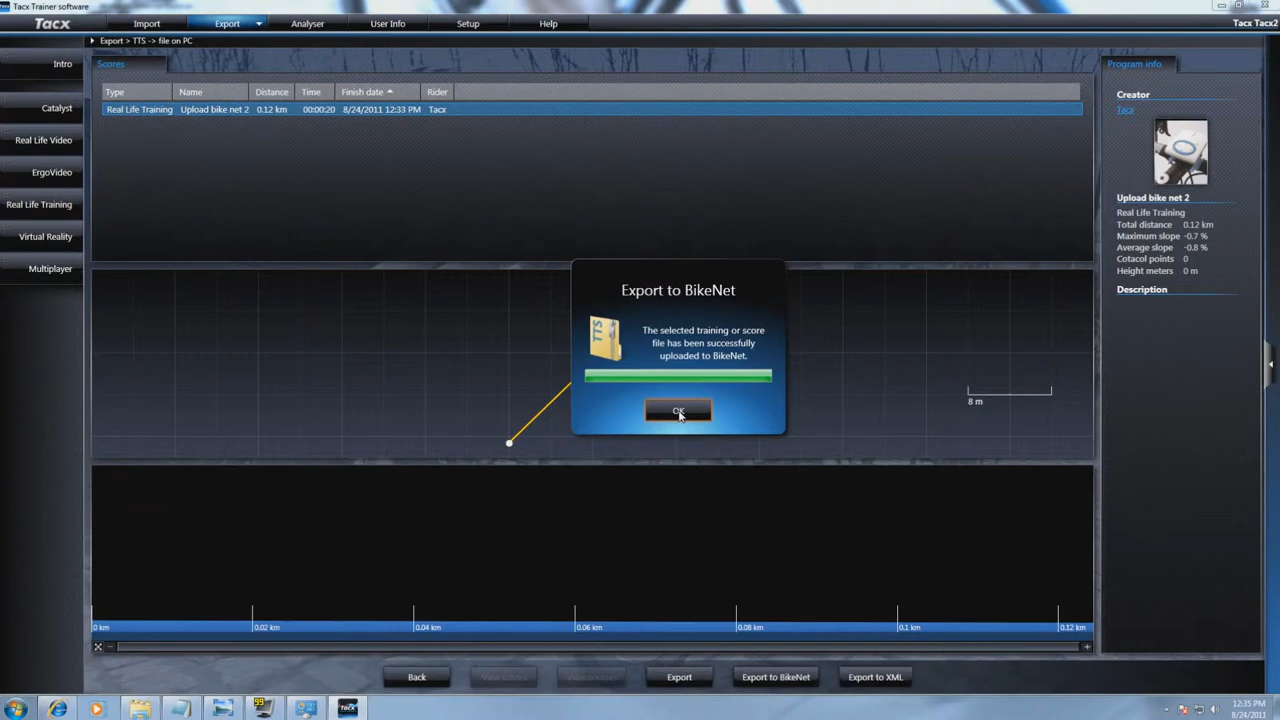 Tacx Trainer software
Tacx Import Export Analyser User Info Setup Help Tacx Tacx2
Export > TTS -> file on PC
Intro
Catalyst
Real Life Video
ErgoVideo
Real Life Training
Virtual Reality
Multiplayer
Scores
Type Name Distance Time Finish date Rider
Real Life Training Upload bike net 2 0.12 km 00:00:20 8/24/2011 12:33 PM Tacx
Program info
Creator
Tacx
Upload bike net 2
Real Life Training
Total distance 0.12 km
Maximum slope -0.7 %
Average slope -0.8 %
Cotacol points 0
Height meters 0 m
Description
Export to BikeNet
TTS
The selected training or score
file has been successfully
uploaded to BikeNet.
OK
8 m
0 km 0.02 km 0.04 km 0.06 km 0.08 km 0.1 km 0.12 km
Back Export Export to BikeNet Export to XML
99
Tacx
12:35 PM
8/24/2011